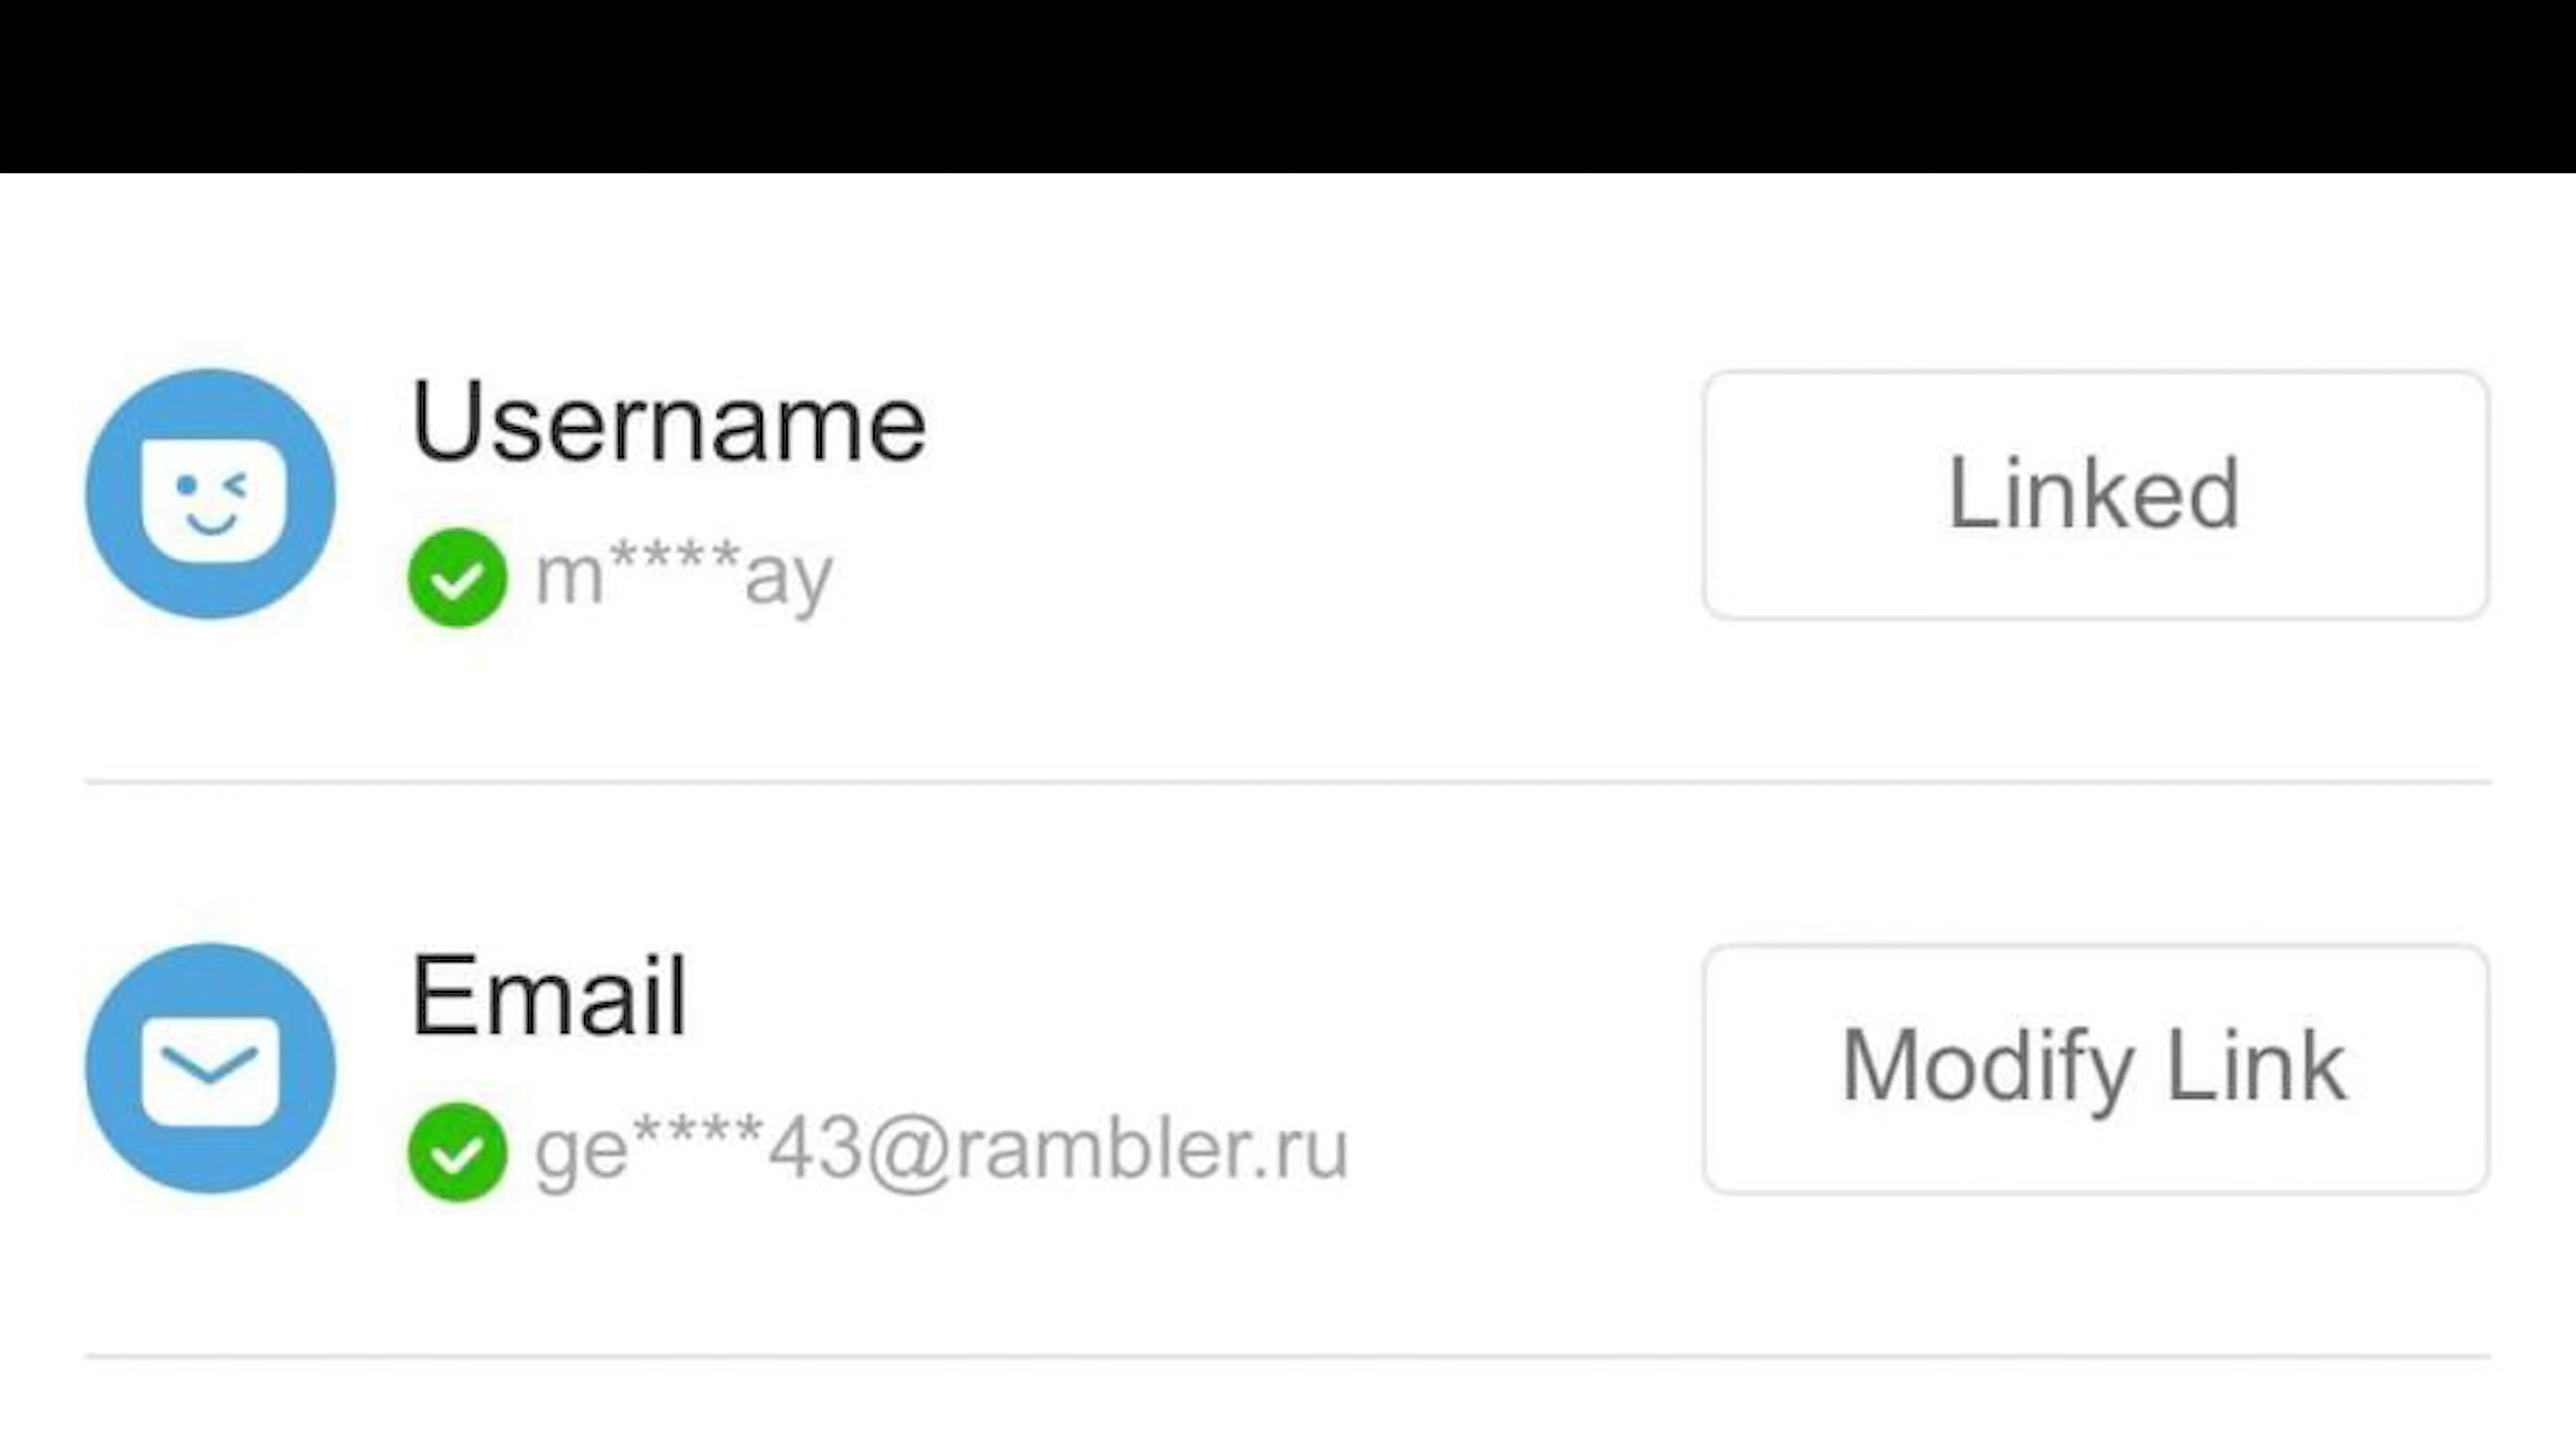 Username
m****ay
Linked
Email
ge****43@rambler.ru
Modify Link